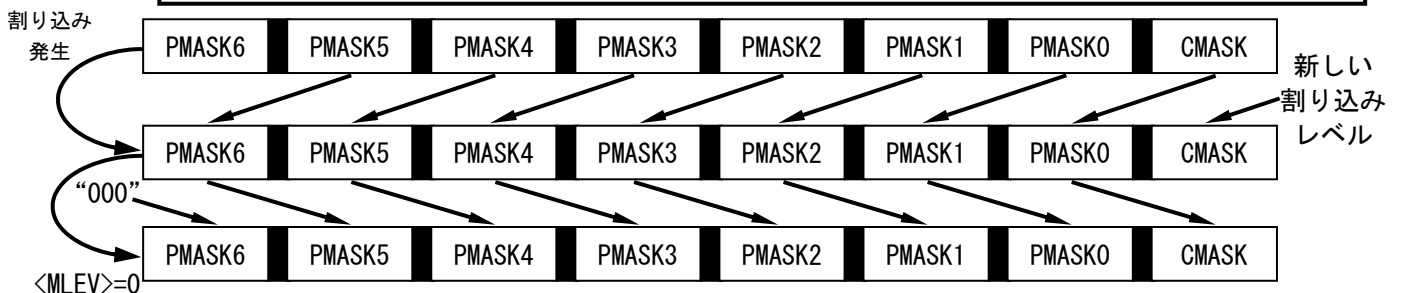 割り込み
発生
PMASK6 PMASK5 PMASK4 PMASK3 PMASK2 PMASK1 PMASK0 CMASK
新しい
割り込み
レベル
PMASK6 PMASK5 PMASK4 PMASK3 PMASK2 PMASK1 PMASK0 CMASK
“000”
PMASK6 PMASK5 PMASK4 PMASK3 PMASK2 PMASK1 PMASK0 CMASK
<MLEV>=0